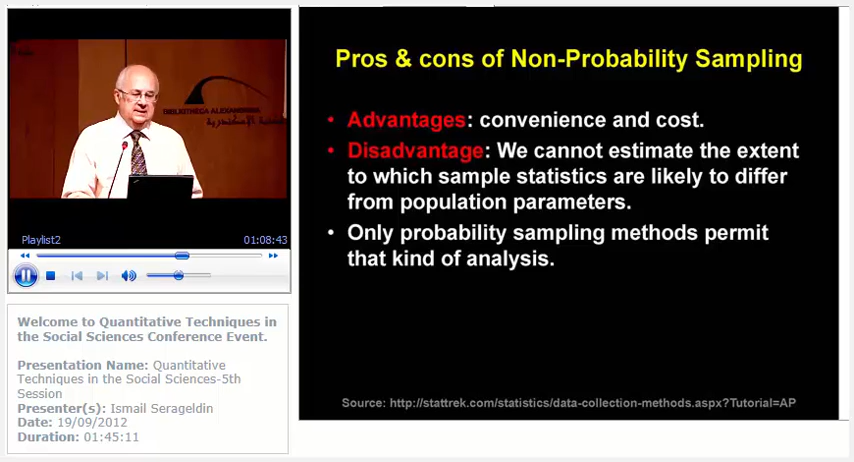 Pros & cons of Non-Probability Sampling
• Advantages: convenience and cost.
• Disadvantage: We cannot estimate the extent
to which sample statistics are likely to differ
from population parameters.
• Only probability sampling methods permit
that kind of analysis.
Source: http://stattrek.com/statistics/data-collection-methods.aspx?Tutorial=AP
BIBLIOTHECA ALEXANDRINA
Playlist2
01:08:43
Welcome to Quantitative Techniques in
the Social Sciences Conference Event.
Presentation Name: Quantitative
Techniques in the Social Sciences-5th
Session
Presenter(s): Ismail Serageldin
Date: 19/09/2012
Duration: 01:45:11